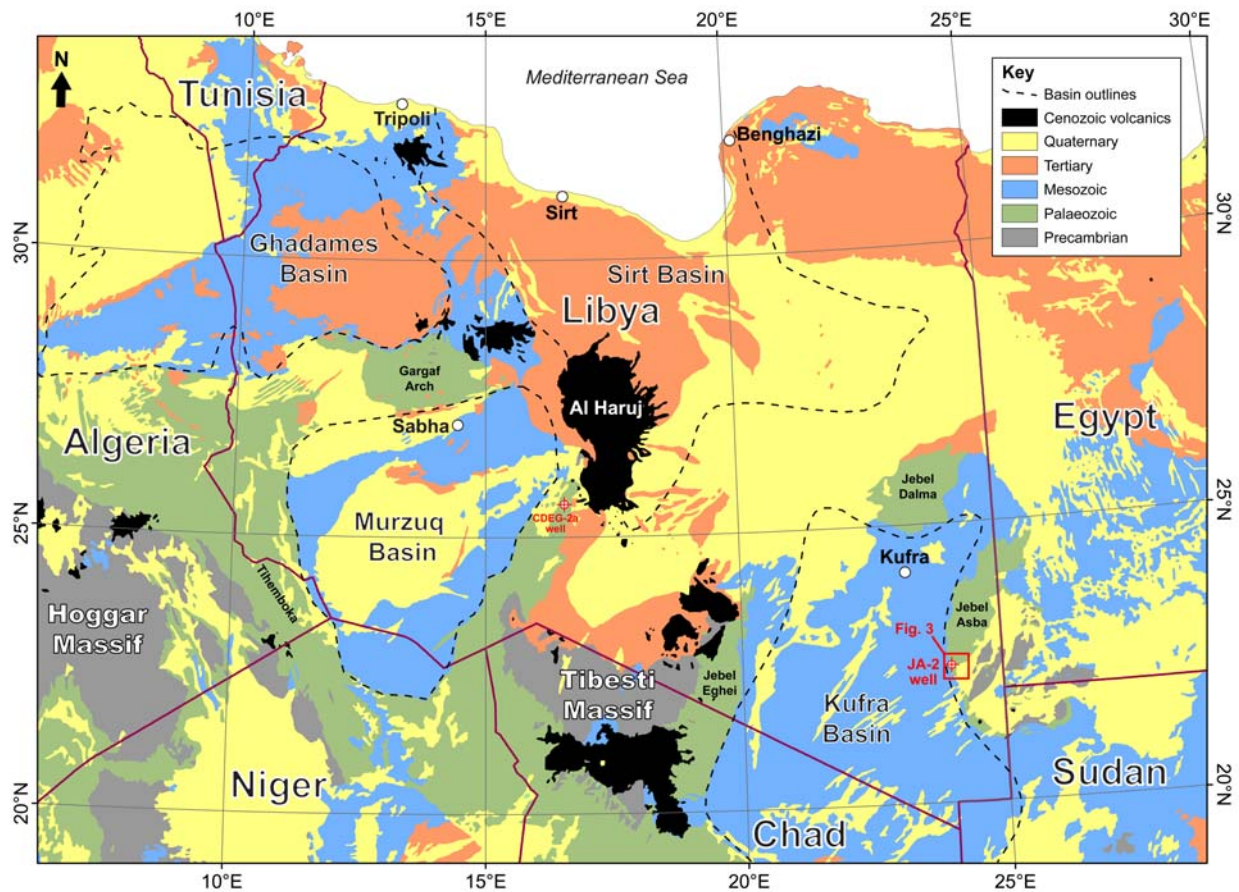 10°E
15°E
20°E
25°E
30°E
N
Mediterranean Sea
Key
Basin outlines
Cenozoic volcanics
Quaternary
Tertiary
Mesozoic
Palaeozoic
Precambrian
Tunisia
Tripoli
Benghazi
Sirt
30°N
30°N
Ghadames
Basin
Sirt Basin
Libya
Gargaf
Arch
Al Haruj
Algeria
Sabha
Egypt
Jebel
Dalma
25°N
25°N
CDEG-2a
well
Murzuq
Basin
Kufra
Tihemboka
Jebel
Asba
Hoggar
Massif
Fig. 3
JA-2
well
Tibesti
Massif
Jebel
Eghei
Kufra
Basin
Niger
Sudan
20°N
20°N
Chad
10°E
15°E
20°E
25°E